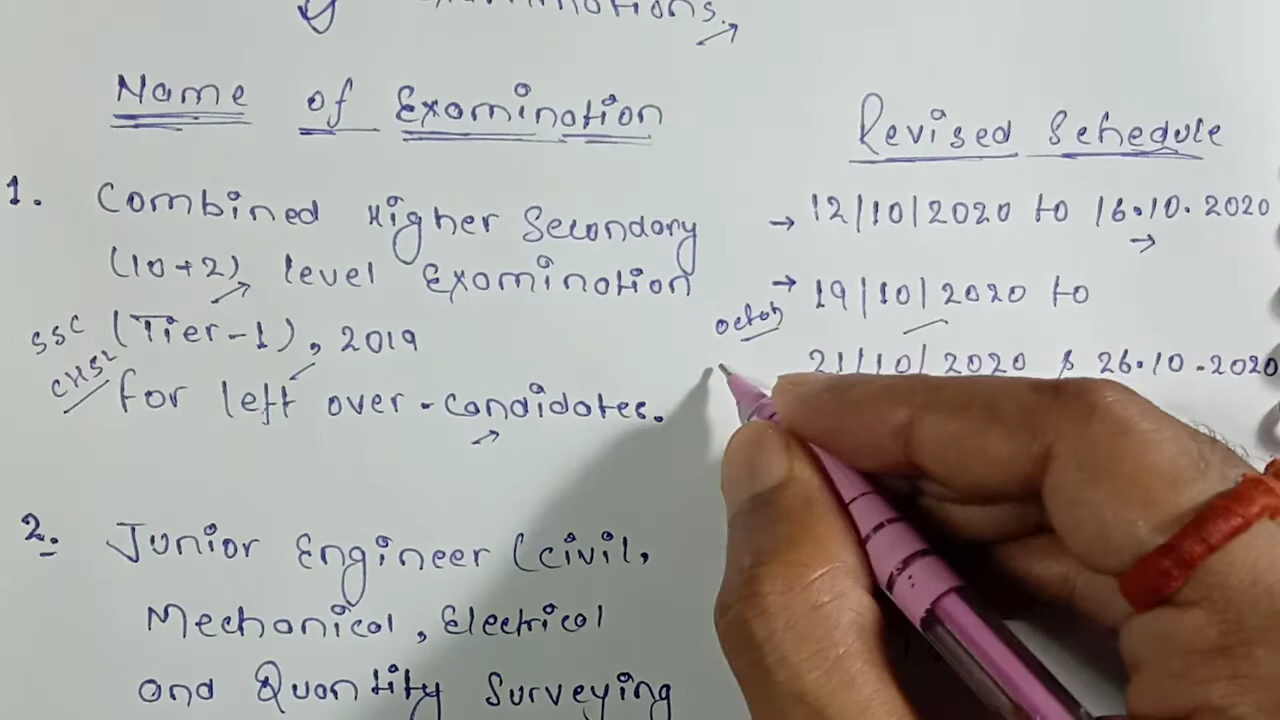 Examinations.
Name of Examination
Revised Schedule
1. Combined Higher Secondary
(10+2) level Examination
SSC (Tier-1), 2019
CHSL
for left over-candidates.
→ 12/10/2020 to 16.10.2020
→ 19/10/2020 to
21/10/2020 & 26.10.2020
2. Junior Engineer (civil,
Mechanical, Electrical
and Quantity Surveying